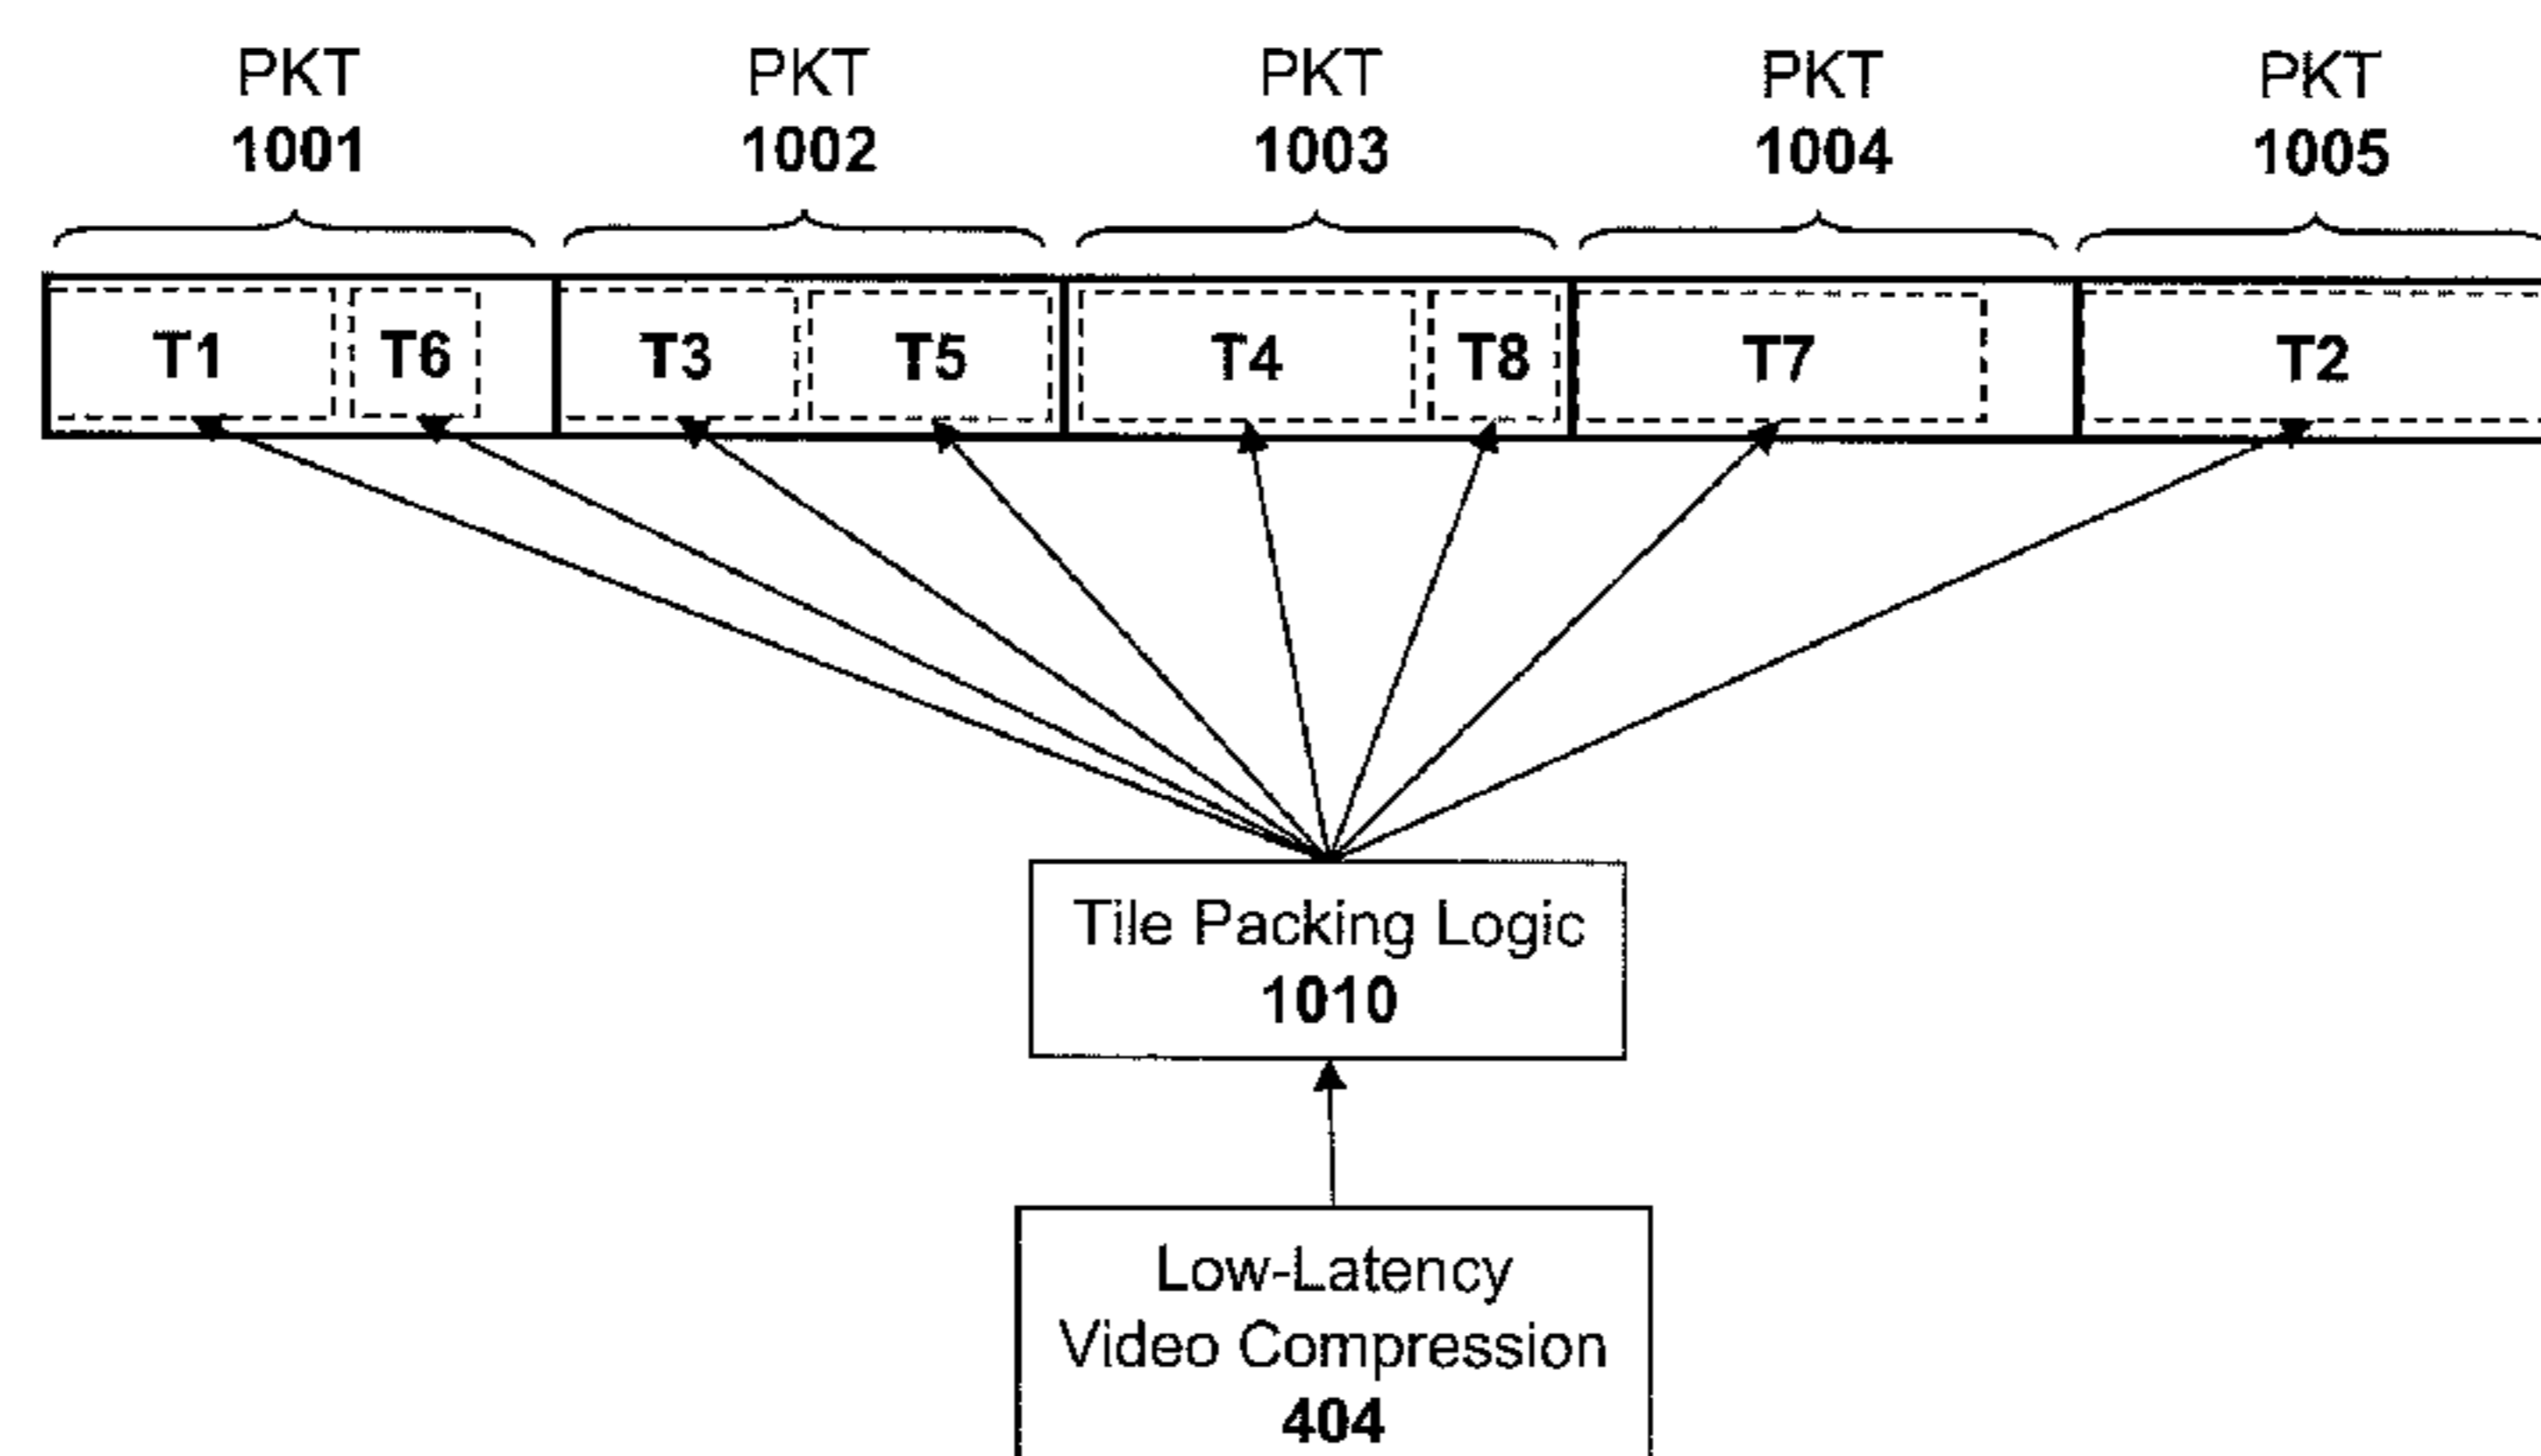 PKT PKT PKT PKT PKT
1001 1002 1003 1004 1005
T1 T6 T3 T5 T4 T8 T7 T2
Tile Packing Logic
1010
Low-Latency
Video Compression
404